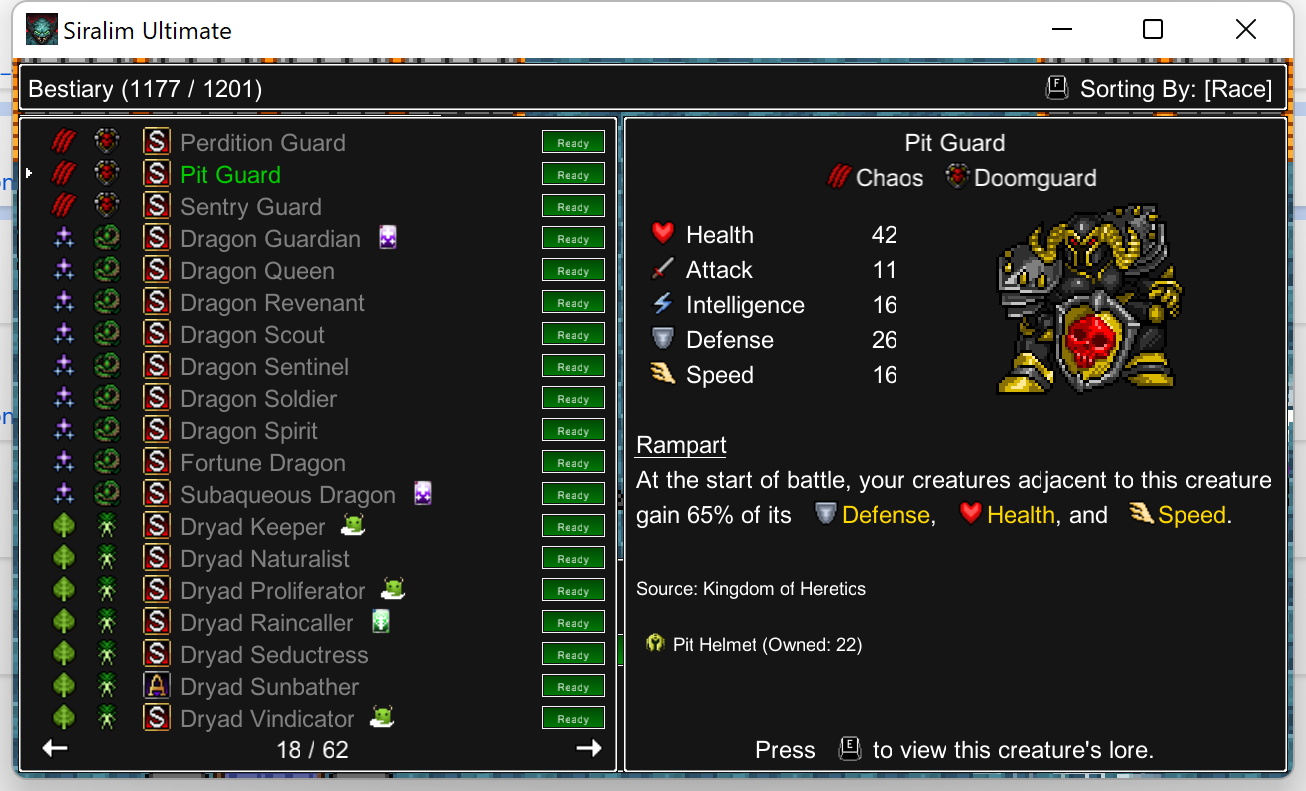 Siralim Ultimate
Bestiary (1177 / 1201)
F Sorting By: [Race]
S Perdition Guard Ready
S Pit Guard Ready
S Sentry Guard Ready
S Dragon Guardian Ready
S Dragon Queen Ready
S Dragon Revenant Ready
S Dragon Scout Ready
S Dragon Sentinel Ready
S Dragon Soldier Ready
S Dragon Spirit Ready
S Fortune Dragon Ready
S Subaqueous Dragon Ready
S Dryad Keeper Ready
S Dryad Naturalist Ready
S Dryad Proliferator Ready
S Dryad Raincaller Ready
S Dryad Seductress Ready
A Dryad Sunbather Ready
S Dryad Vindicator Ready
18 / 62
Pit Guard
Chaos Doomguard
Health 42
Attack 11
Intelligence 16
Defense 26
Speed 16
Rampart
At the start of battle, your creatures adjacent to this creature
gain 65% of its Defense, Health, and Speed.
Source: Kingdom of Heretics
Pit Helmet (Owned: 22)
Press E to view this creature's lore.